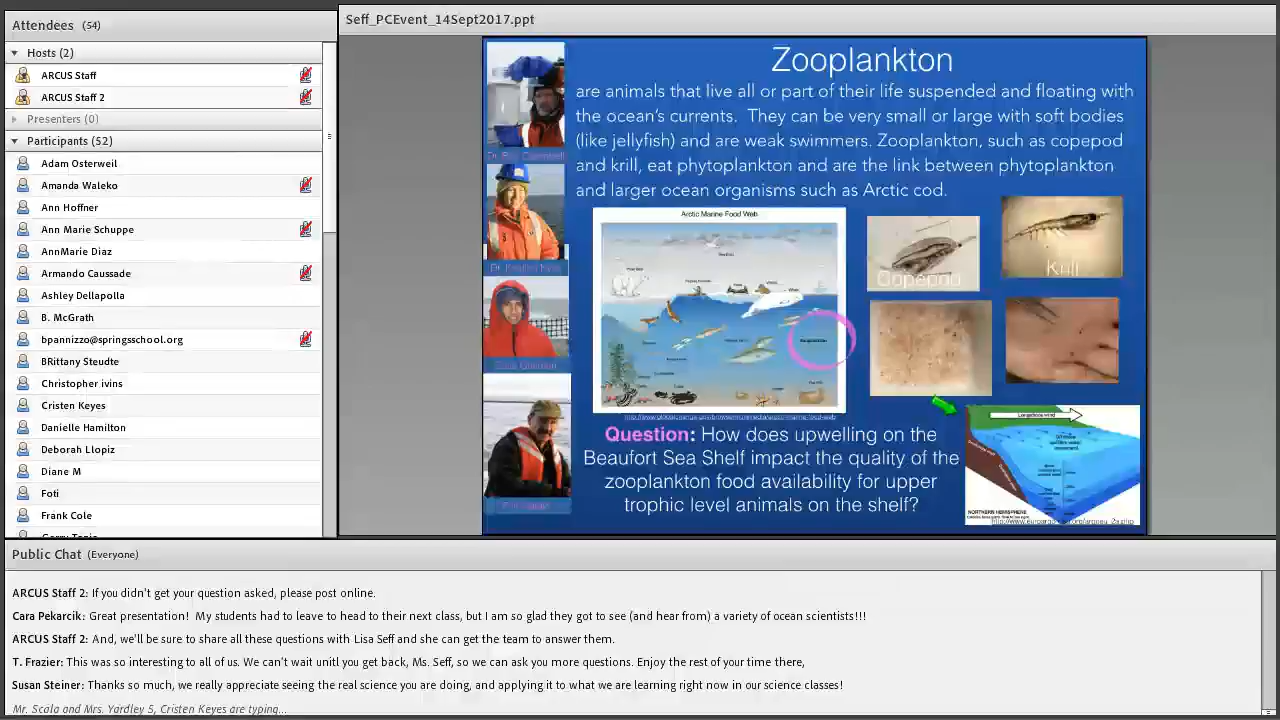 Attendees (54)
Hosts (2)
ARCUS Staff
ARCUS Staff 2
Presenters (0)
Participants (52)
Adam Osterweil
Amanda Waleko
Ann Hoffner
Ann Marie Schuppe
AnnMarie Diaz
Armando Caussade
Ashley Dellapolla
B. McGrath
bpannizzo@springsschool.org
BRittany Steudte
Christopher ivins
Cristen Keyes
Danielle Hamilton
Deborah Llopiz
Diane M
Foti
Frank Cole
Seff_PCEvent_14Sept2017.ppt
Zooplankton
are animals that live all or part of their life suspended and floating with
the ocean's currents. They can be very small or large with soft bodies
(like jellyfish) and are weak swimmers. Zooplankton, such as copepod
and krill, eat phytoplankton and are the link between phytoplankton
and larger ocean organisms such as Arctic cod.
Arctic Marine Food Web
Copepod
Krill
Question: How does upwelling on the
Beaufort Sea Shelf impact the quality of the
zooplankton food availability for upper
trophic level animals on the shelf?
Longshore wind
NORTHERN HEMISPHERE
Public Chat (Everyone)
ARCUS Staff 2: If you didn't get your question asked, please post online.
Cara Pekarcik: Great presentation! My students had to leave to head to their next class, but I am so glad they got to see (and hear from) a variety of ocean scientists!!!
ARCUS Staff 2: And, we'll be sure to share all these questions with Lisa Seff and she can get the team to answer them.
T. Frazier: This was so interesting to all of us. We can't wait unitl you get back, Ms. Seff, so we can ask you more questions. Enjoy the rest of your time there,
Susan Steiner: Thanks so much, we really appreciate seeing the real science you are doing, and applying it to what we are learning right now in our science classes!
Mr. Scala and Mrs. Yardley 5, Cristen Keyes are typing...